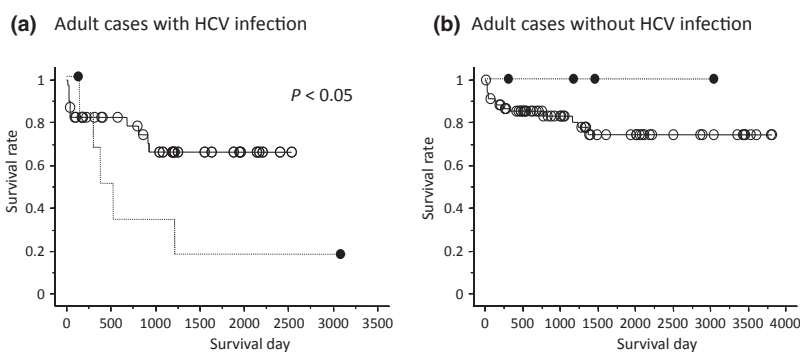 (a) Adult cases with HCV infection
P < 0.05
1
0.8
0.6
0.4
0.2
0
Survival rate
0 500 1000 1500 2000 2500 3000 3500
Survival day
(b) Adult cases without HCV infection
1
0.8
0.6
0.4
0.2
0
Survival rate
0 500 1000 1500 2000 2500 3000 3500 4000
Survival day